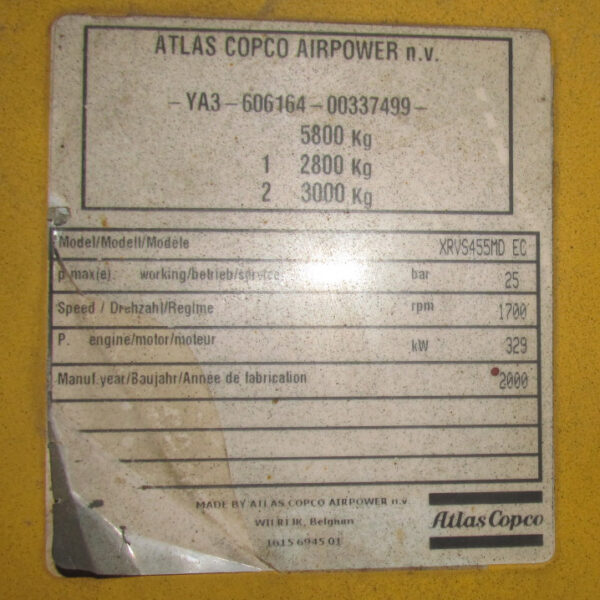 ATLAS COPCO AIRPOWER n.v.
- YA3 - 606164 - 00337499 -
5800 Kg
1 2800 Kg
2 3000 Kg
Model/Modell/Modèle XRVS455MD EC
p max(e). working/betrieb/service bar 25
Speed / Drehzahl/Regime rpm 1700
P. engine/motor/moteur kW 329
Manuf.year/Baujahr/Année de fabrication 2000
MADE BY ATLAS COPCO AIRPOWER n.v.
WILRIJK, Belgium
1615 6945 01
Atlas Copco